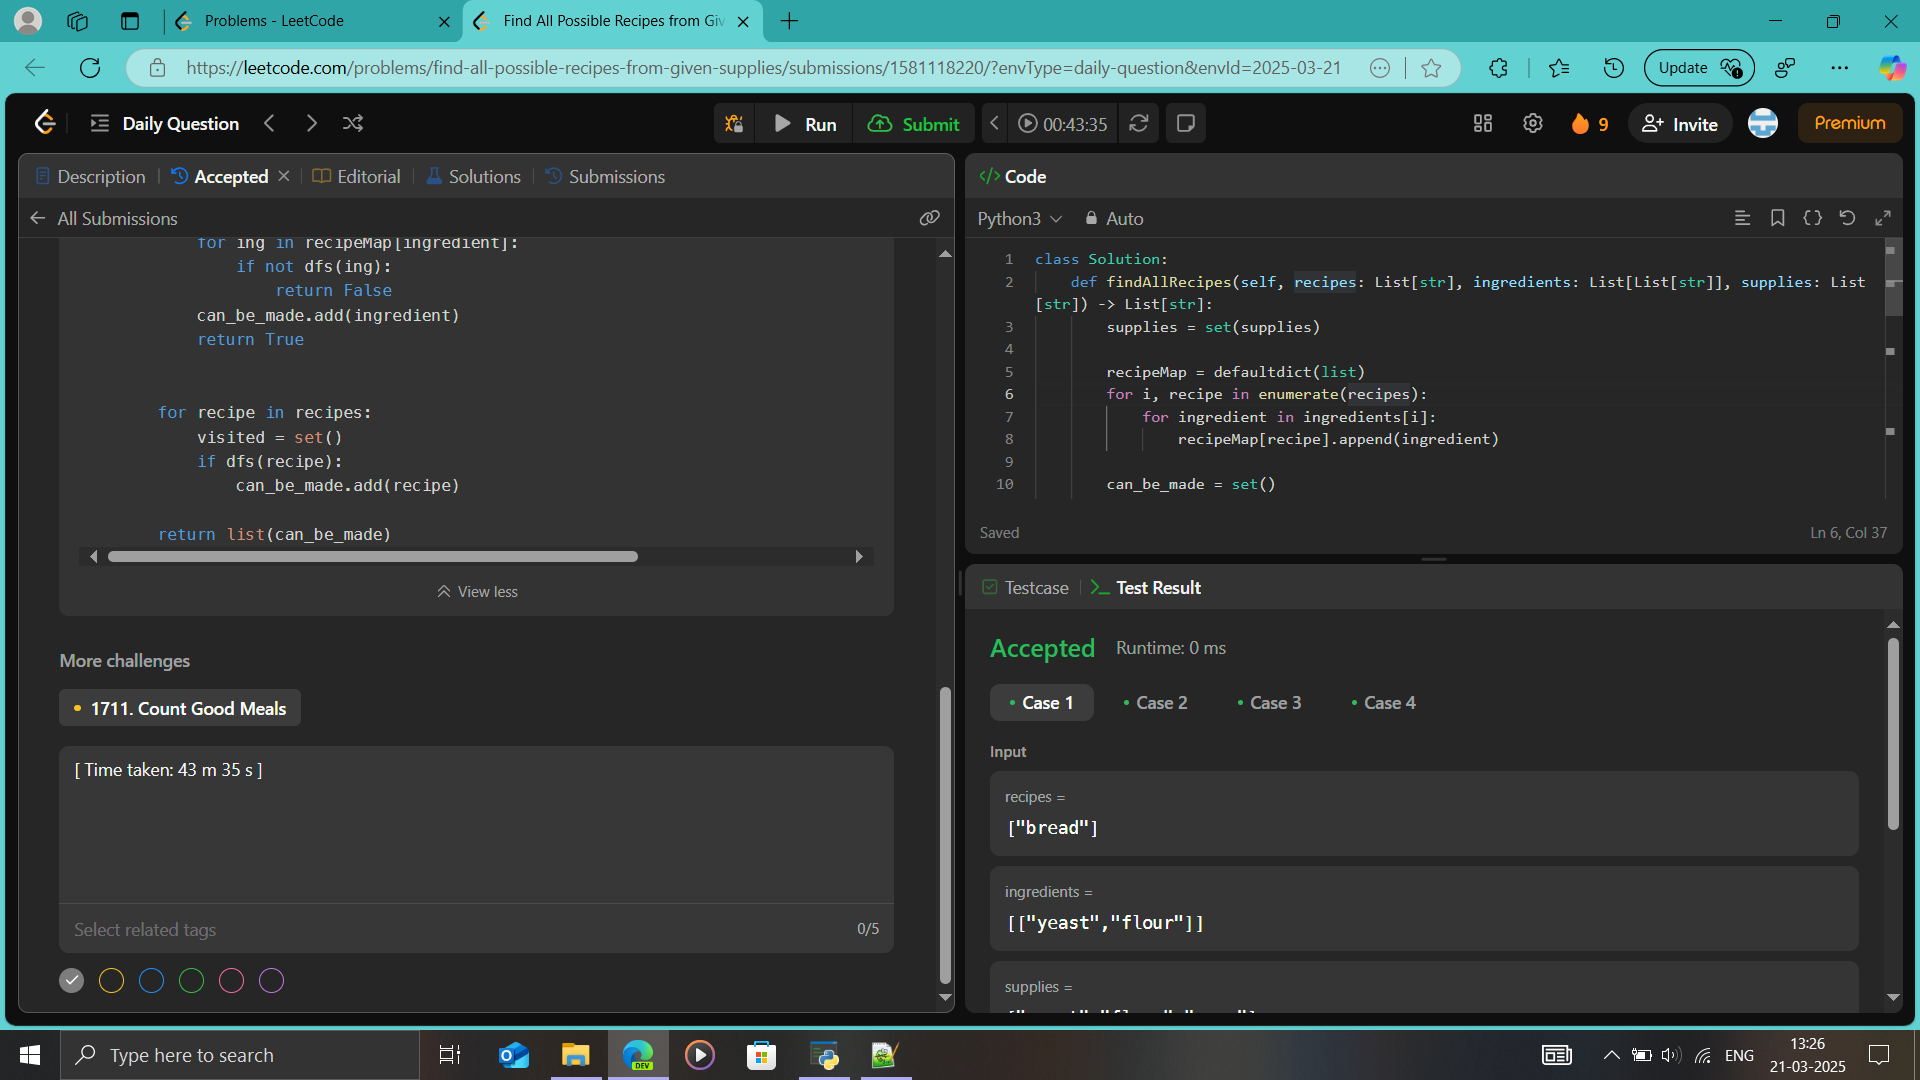 Problems - LeetCode
Find All Possible Recipes from Giv
https://leetcode.com/problems/find-all-possible-recipes-from-given-supplies/submissions/1581118220/?envType=daily-question&envId=2025-03-21
Update
Daily Question
Run
Submit
00:43:35
9
Invite
Premium
Description
Accepted
Editorial
Solutions
Submissions
All Submissions
for ing in recipeMap[ingredient]:
if not dfs(ing):
return False
can_be_made.add(ingredient)
return True
for recipe in recipes:
visited = set()
if dfs(recipe):
can_be_made.add(recipe)
return list(can_be_made)
View less
More challenges
1711. Count Good Meals
[ Time taken: 43 m 35 s ]
Select related tags
0/5
</> Code
Python3
Auto
1 class Solution:
2 def findAllRecipes(self, recipes: List[str], ingredients: List[List[str]], supplies: List
[str]) -> List[str]:
3 supplies = set(supplies)
4
5 recipeMap = defaultdict(list)
6 for i, recipe in enumerate(recipes):
7 for ingredient in ingredients[i]:
8 recipeMap[recipe].append(ingredient)
9
10 can_be_made = set()
Saved
Ln 6, Col 37
Testcase
Test Result
Accepted
Runtime: 0 ms
Case 1
Case 2
Case 3
Case 4
Input
recipes =
["bread"]
ingredients =
[["yeast","flour"]]
supplies =
Type here to search
DEV
ENG
13:26
21-03-2025